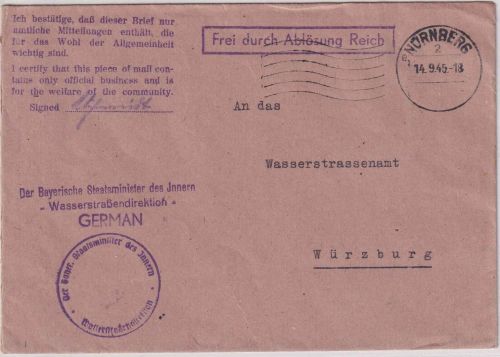 Ich bestätige, daß dieser Brief nur
amtliche Mitteilungen enthält, die
für das Wohl der Allgemeinheit
wichtig sind.
I certify that this piece of mail con-
tains only official business and is
for the welfare of the community.
Signed
Frei durch Ablösung Reich
NÜRNBERG
2
14.9.45.-18
An das
Wasserstrassenamt
Würzburg
Der Bayerische Staatsminister des Innern
- Wasserstraßendirektion -
GERMAN
Der Bayer. Staatsminister des Innern
Wasserstraßendirektion